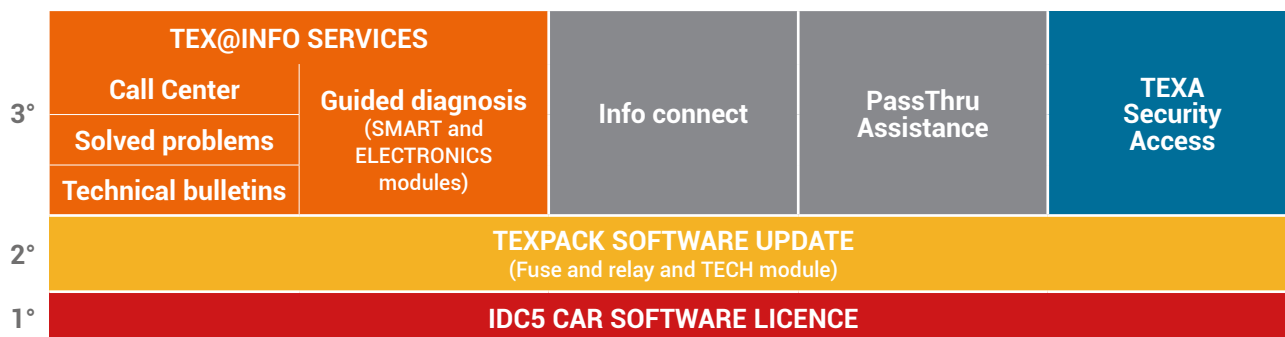 TEX@INFO SERVICES
3°
Call Center
Solved problems
Technical bulletins
Guided diagnosis
(SMART and
ELECTRONICS
modules)
Info connect
PassThru
Assistance
TEXA
Security
Access
2°
TEXPACK SOFTWARE UPDATE
(Fuse and relay and TECH module)
1°
IDC5 CAR SOFTWARE LICENCE